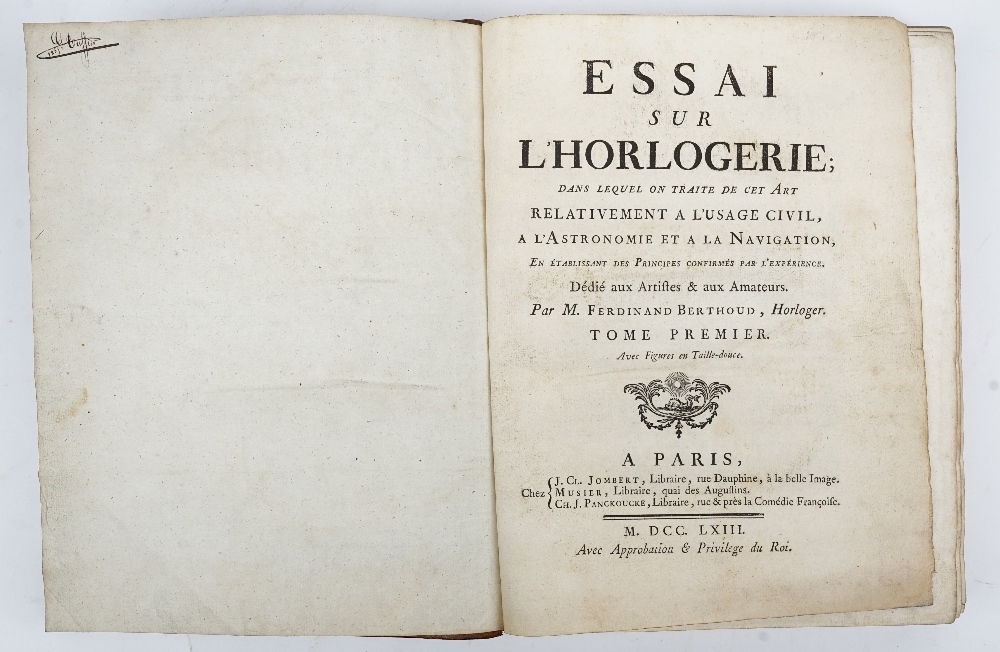 ESSAI
SUR
L'HORLOGERIE;
DANS LEQUEL ON TRAITE DE CET ART
RELATIVEMENT A L'USAGE CIVIL,
A L'ASTRONOMIE ET A LA NAVIGATION,
EN ÉTABLISSANT DES PRINCIPES CONFIRMÉS PAR L'EXPÉRIENCE.
Dédié aux Artiſtes & aux Amateurs.
Par M. FERDINAND BERTHOUD, Horloger.
TOME PREMIER.
Avec Figures en Taille-douce.
A PARIS,
Chez { J. CL. JOMBERT, Libraire, rue Dauphine, à la belle Image.
MUSIER, Libraire, quai des Auguſtins.
CH. J. PANCKOUCKE, Libraire, rue & près la Comédie Françoiſe.
M. DCC. LXIII.
Avec Approbation & Privilege du Roi.